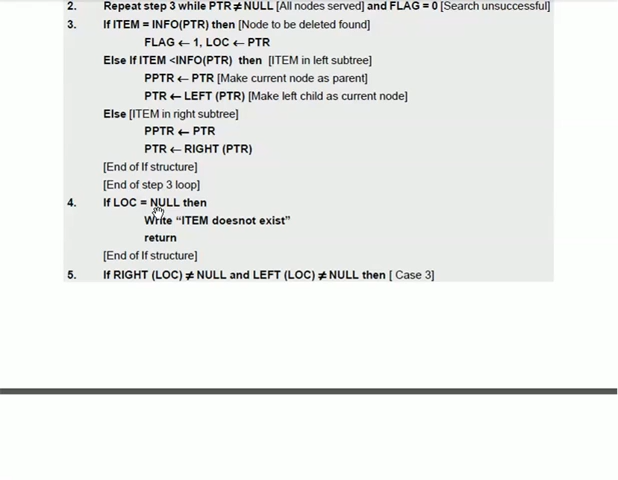 2. Repeat step 3 while PTR ≠ NULL [All nodes served] and FLAG = 0 [Search unsuccessful]
3. If ITEM = INFO(PTR) then [Node to be deleted found]
FLAG ← 1, LOC ← PTR
Else If ITEM <INFO(PTR) then [ITEM in left subtree]
PPTR ← PTR [Make current node as parent]
PTR ← LEFT (PTR) [Make left child as current node]
Else [ITEM in right subtree]
PPTR ← PTR
PTR ← RIGHT (PTR)
[End of If structure]
[End of step 3 loop]
4. If LOC = NULL then
Write “ITEM doesnot exist”
return
[End of If structure]
5. If RIGHT (LOC) ≠ NULL and LEFT (LOC) ≠ NULL then [ Case 3]